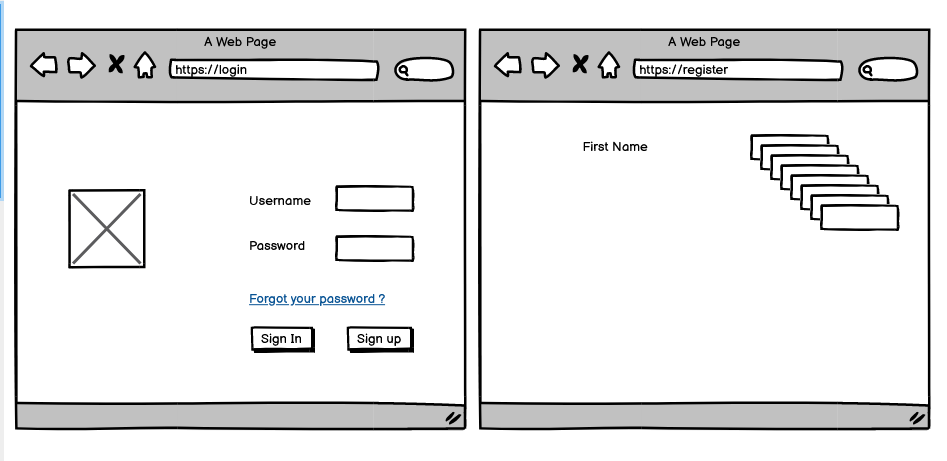 A Web Page
https://login
Username
Password
Forgot your password ?
Sign In
Sign up
A Web Page
https://register
First Name